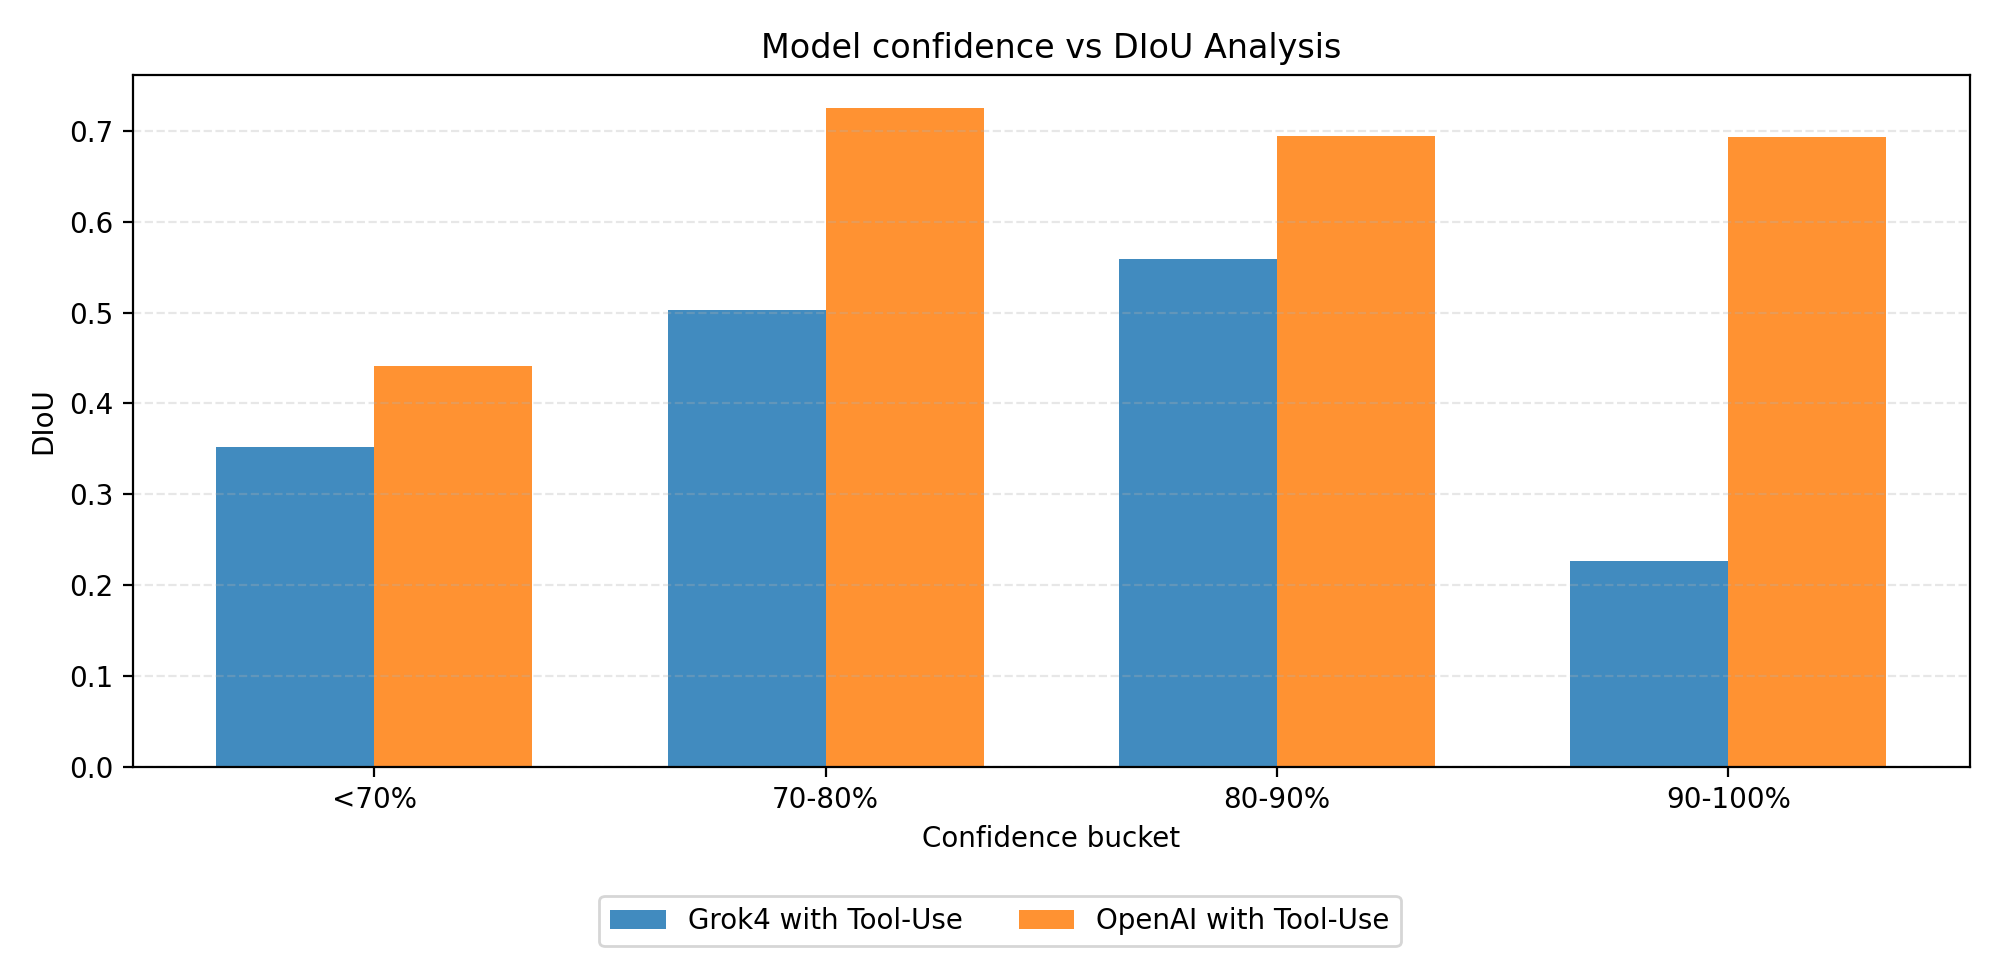 Model confidence vs DIoU Analysis
DIoU
0.7
0.6
0.5
0.4
0.3
0.2
0.1
0.0
<70% 70-80% 80-90% 90-100%
Confidence bucket
Grok4 with Tool-Use OpenAI with Tool-Use